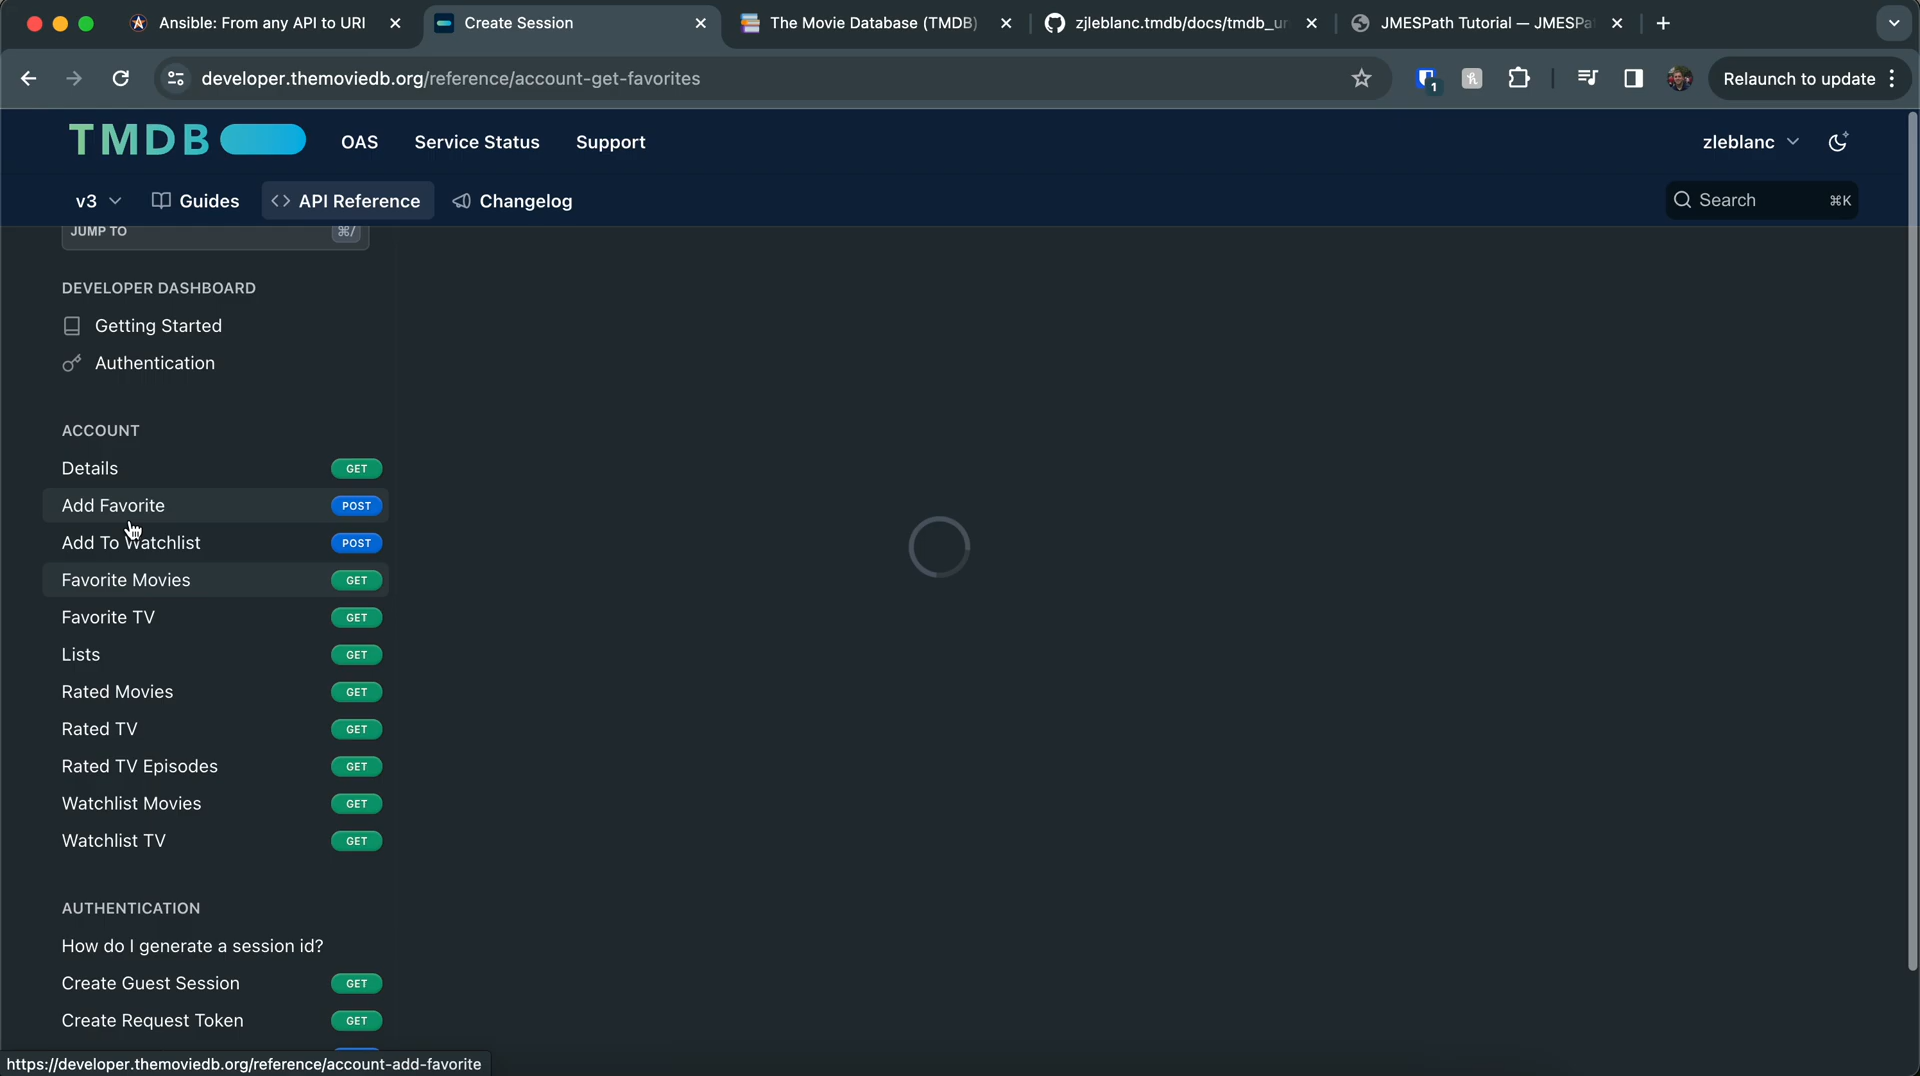 Ansible: From any API to URI
Create Session
The Movie Database (TMDB)
zjleblanc.tmdb/docs/tmdb_u
JMESPath Tutorial — JMESPa
developer.themoviedb.org/reference/account-get-favorites
1
Relaunch to update
TMDB
OAS
Service Status
Support
zleblanc
v3
Guides
<> API Reference
Changelog
Search
⌘K
JUMP TO
⌘/
DEVELOPER DASHBOARD
Getting Started
Authentication
ACCOUNT
Details GET
Add Favorite POST
Add To Watchlist POST
Favorite Movies GET
Favorite TV GET
Lists GET
Rated Movies GET
Rated TV GET
Rated TV Episodes GET
Watchlist Movies GET
Watchlist TV GET
AUTHENTICATION
How do I generate a session id?
Create Guest Session GET
Create Request Token GET
https://developer.themoviedb.org/reference/account-add-favorite